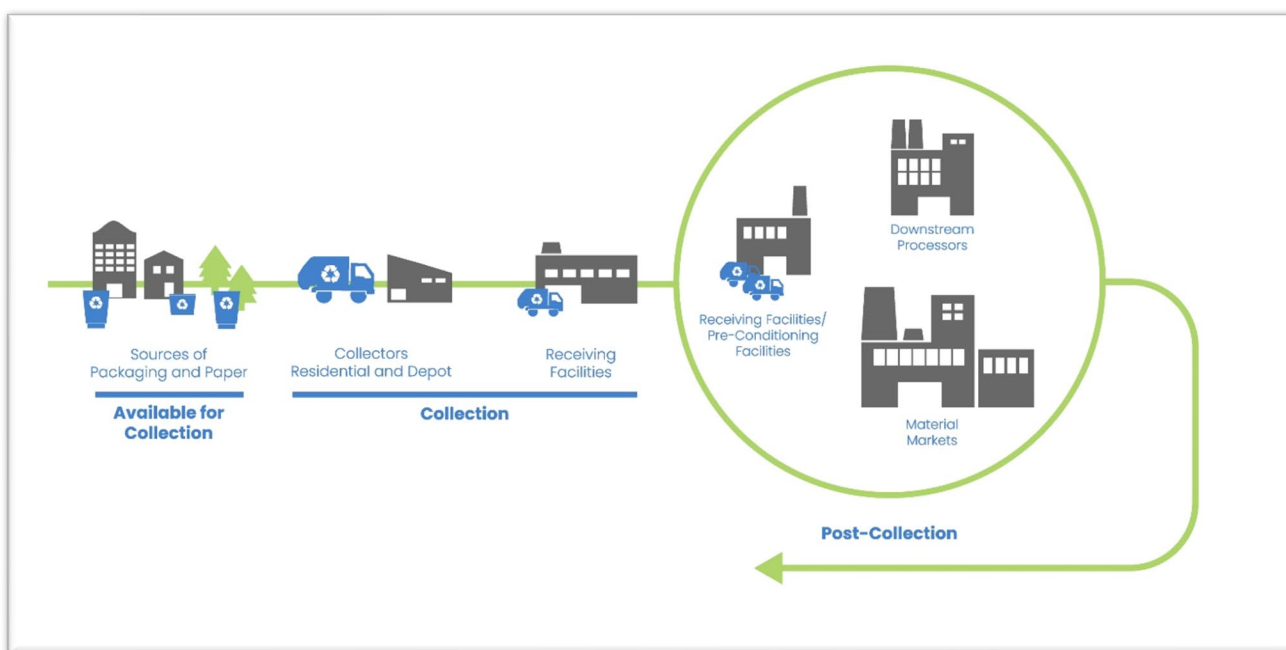 Sources of
Packaging and Paper
Available for
Collection
Collectors
Residential and Depot
Receiving
Facilities
Collection
Receiving Facilities/
Pre-Conditioning
Facilities
Downstream
Processors
Material
Markets
Post-Collection